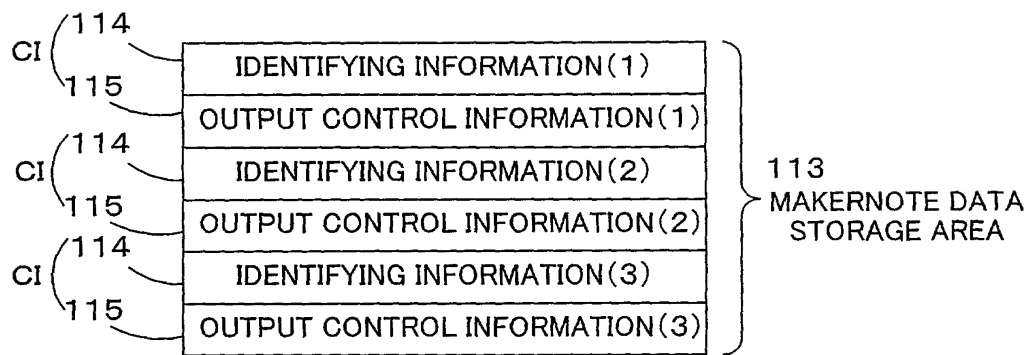 CI
114
115
IDENTIFYING INFORMATION(1)
OUTPUT CONTROL INFORMATION(1)
CI
114
115
IDENTIFYING INFORMATION(2)
OUTPUT CONTROL INFORMATION(2)
CI
114
115
IDENTIFYING INFORMATION(3)
OUTPUT CONTROL INFORMATION(3)
113
MAKERNOTE DATA
STORAGE AREA